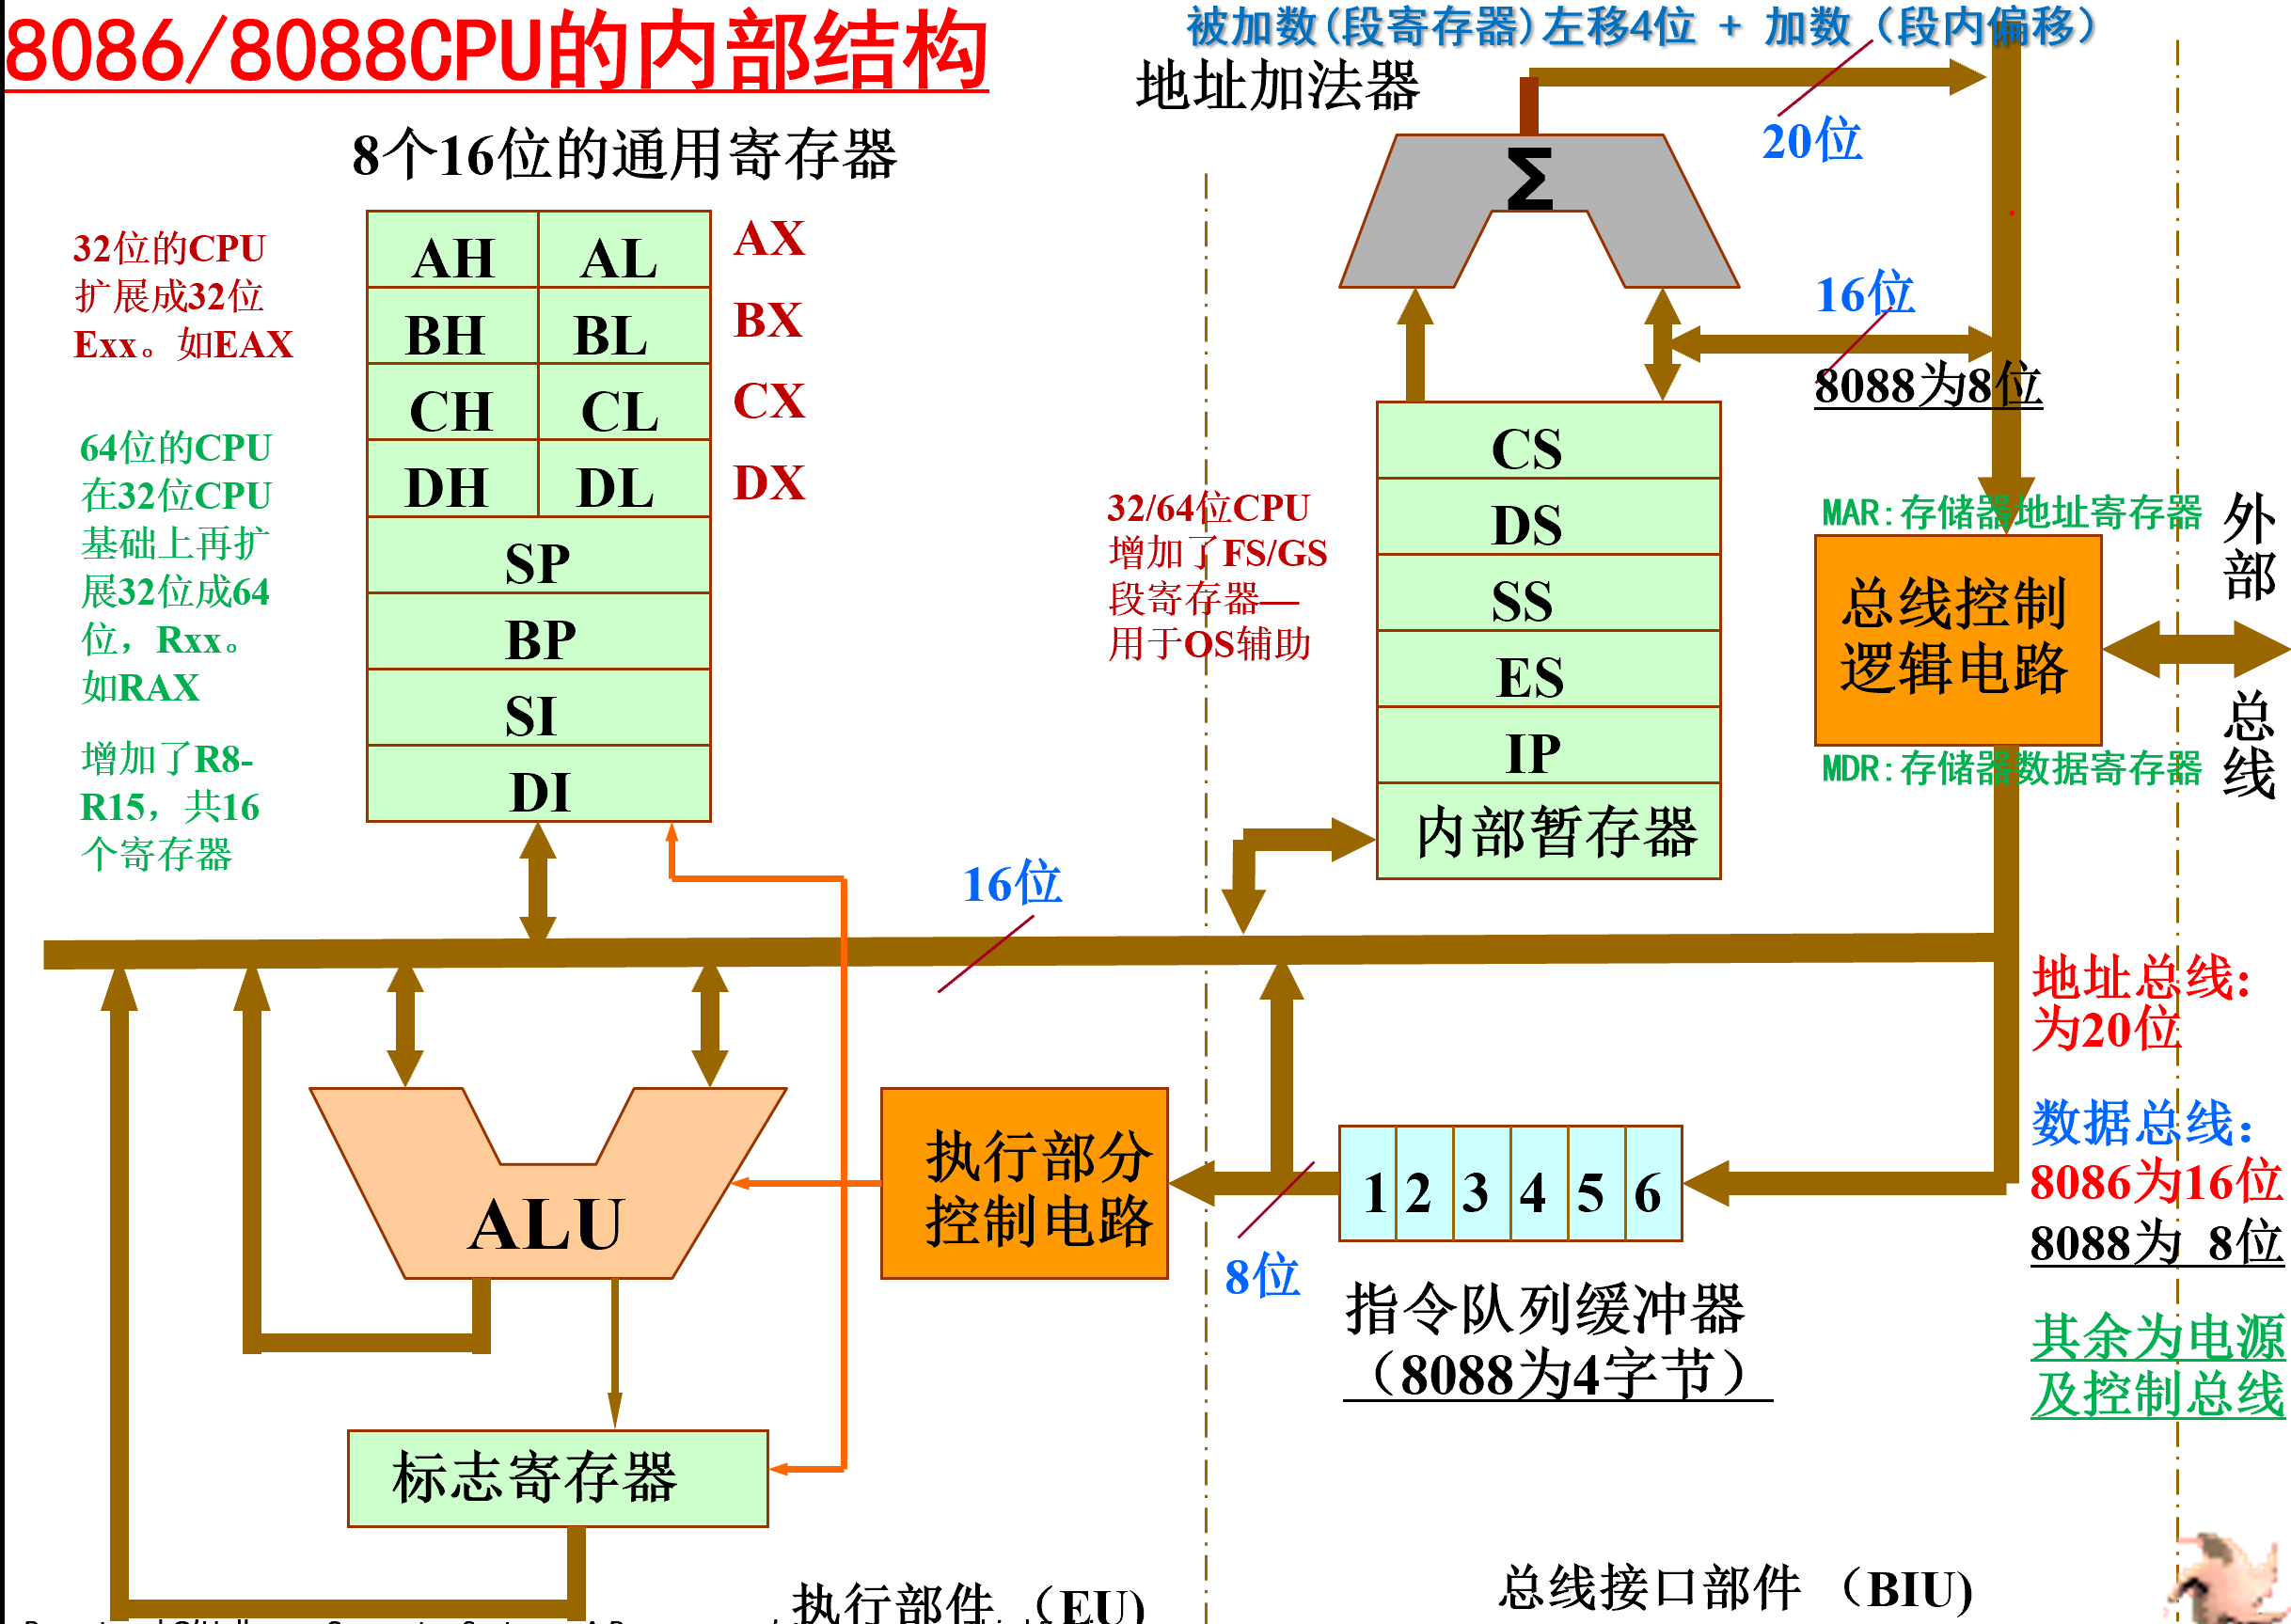 8086/8088CPU的内部结构
被加数(段寄存器)左移4位 + 加数（段内偏移）
地址加法器
20位
Σ
16位
8088为8位
8个16位的通用寄存器
AH AL AX
BH BL BX
CH CL CX
DH DL DX
SP
BP
SI
DI
32位的CPU
扩展成32位
Exx。如EAX
64位的CPU
在32位CPU
基础上再扩
展32位成64
位，Rxx。
如RAX
增加了R8-
R15，共16
个寄存器
32/64位CPU
增加了FS/GS
段寄存器—
用于OS辅助
CS
DS
SS
ES
IP
内部暂存器
MAR:存储器地址寄存器
总线控制
逻辑电路
MDR:存储器数据寄存器
外部
总线
16位
ALU
执行部分
控制电路
8位
1 2 3 4 5 6
指令队列缓冲器
（8088为4字节）
标志寄存器
地址总线:
为20位
数据总线：
8086为16位
8088为 8位
其余为电源
及控制总线
执行部件 （EU)
总线接口部件 （BIU)